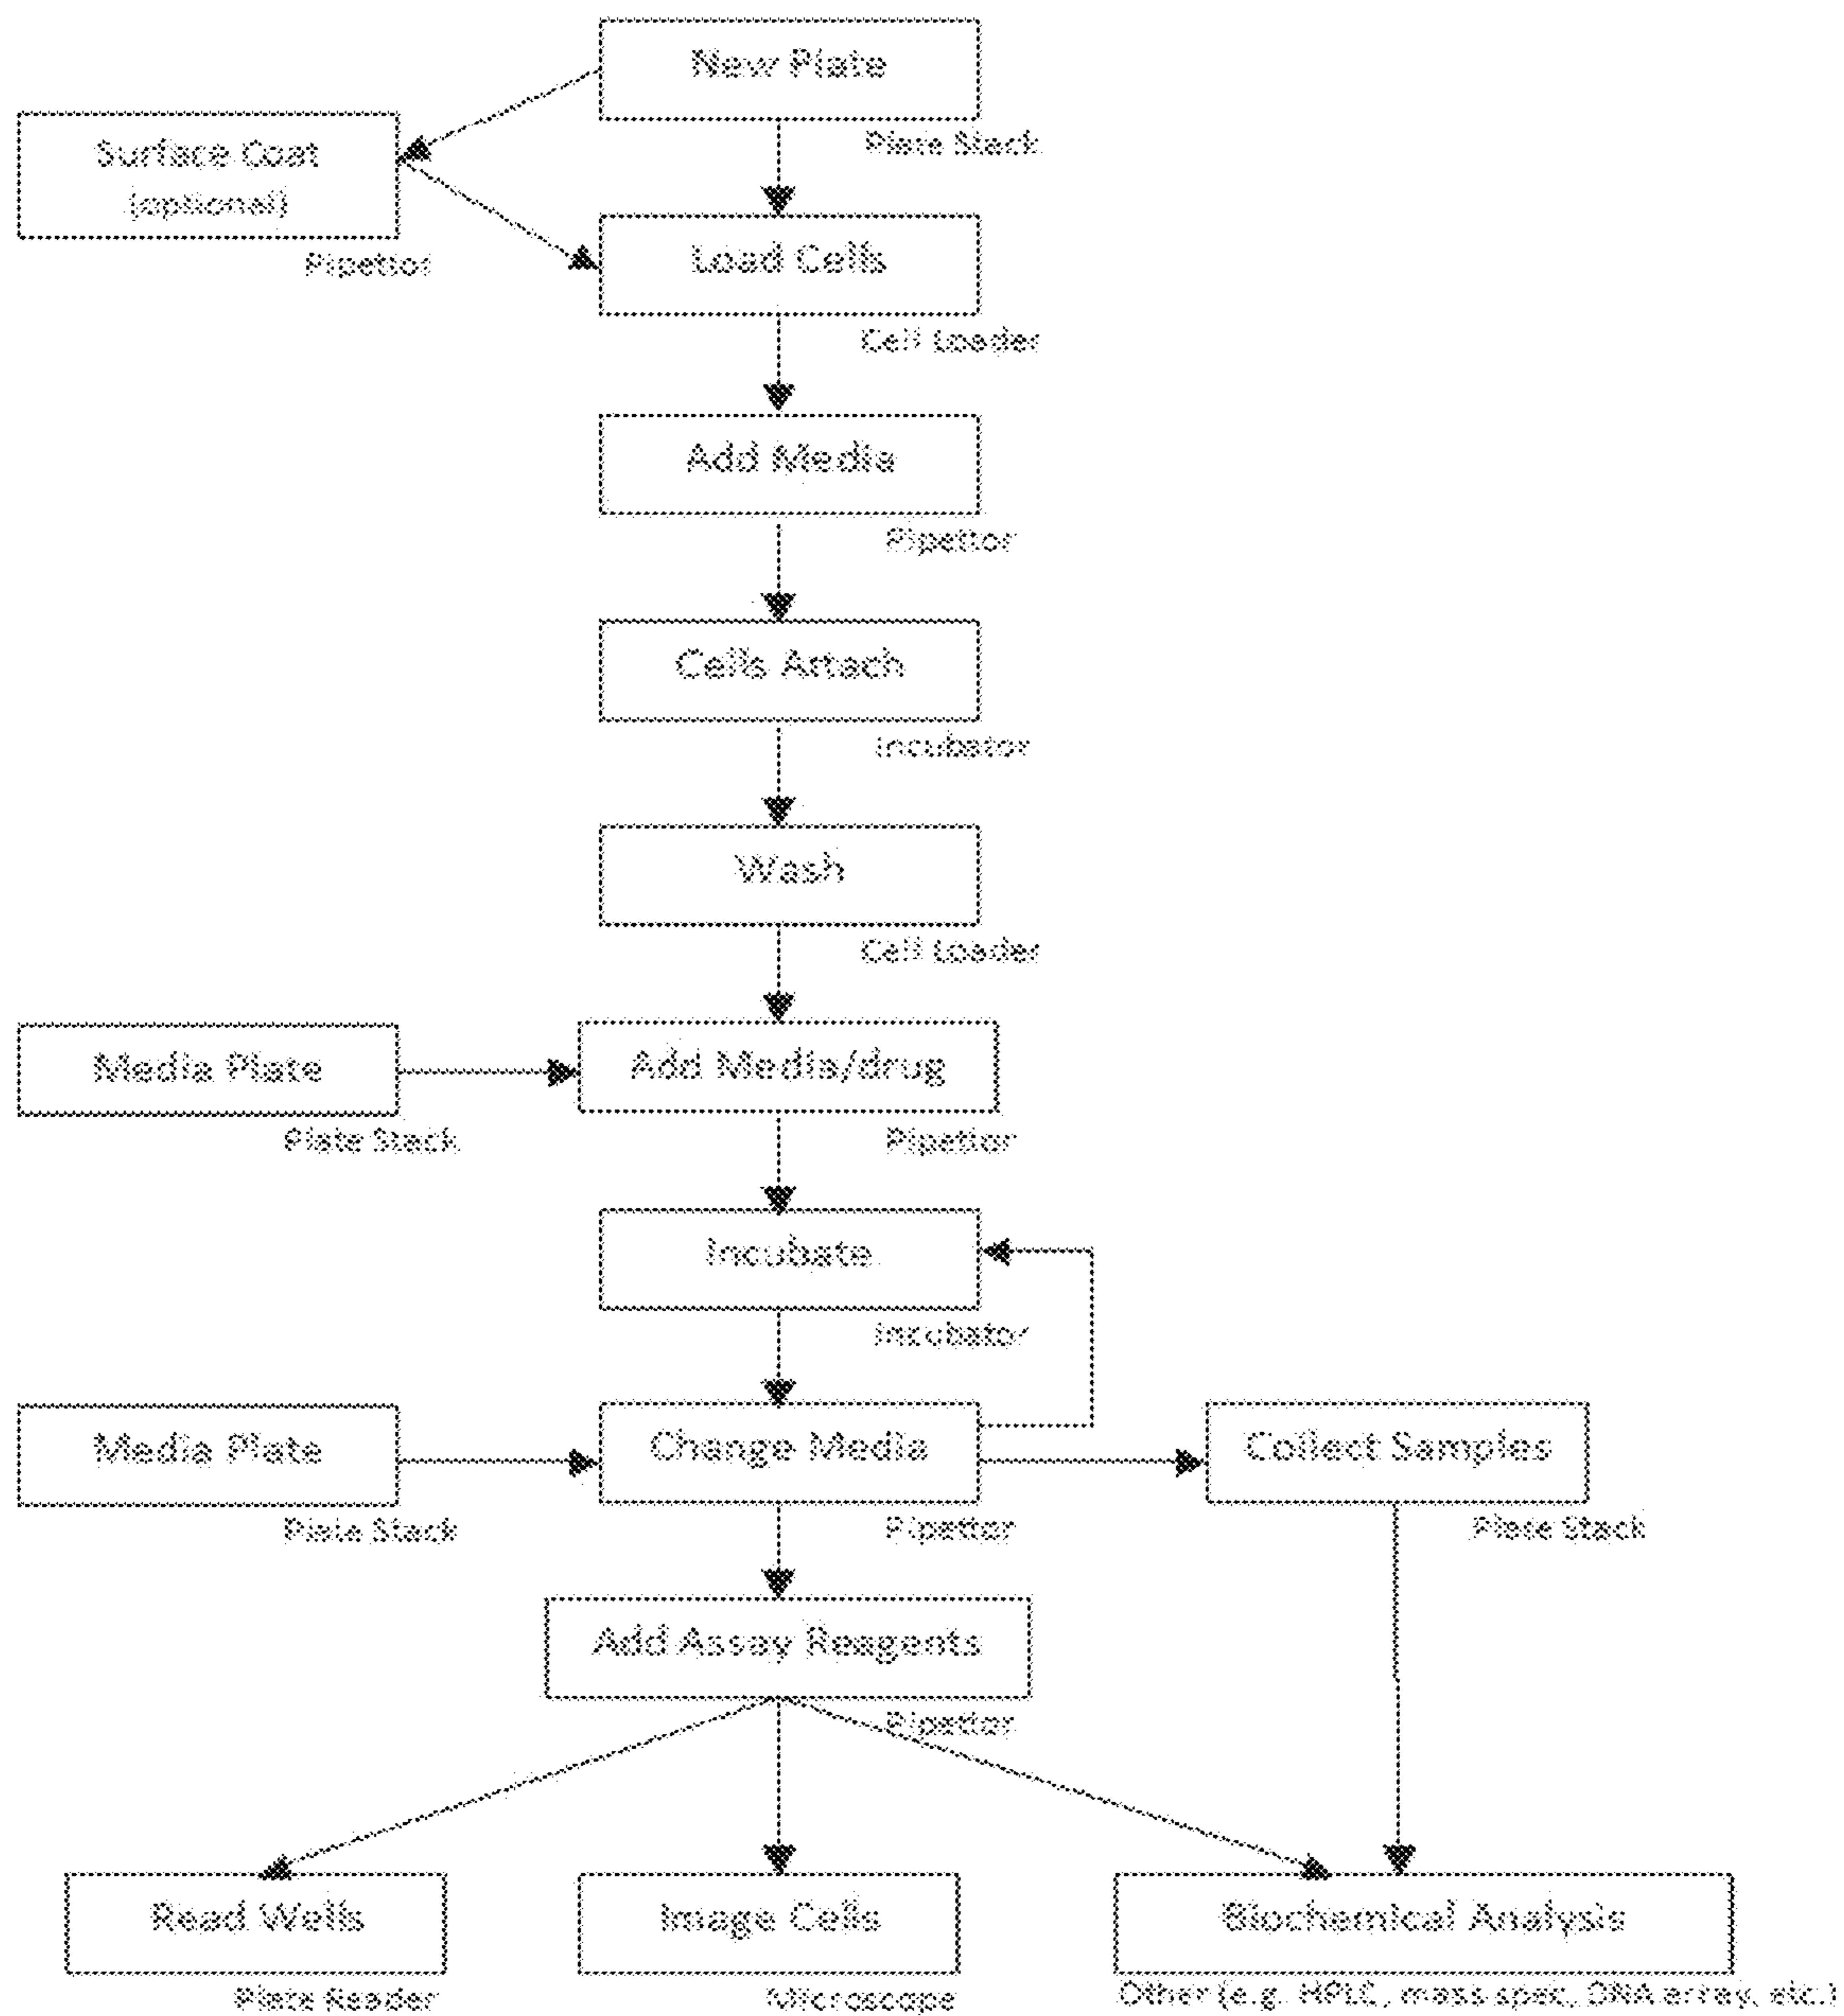 New Plate
Plate Stack
Surface Coat
(optional)
Pipettor
Load Cells
Cell Loader
Add Media
Pipettor
Cells Attach
Incubator
Wash
Cell Loader
Media Plate
Plate Stack
Add Media/drug
Pipettor
Incubate
Incubator
Media Plate
Plate Stack
Change Media
Pipettor
Collect Samples
Plate Stack
Add Assay Reagents
Pipettor
Read Wells
Plate Reader
Image Cells
Microscope
Biochemical Analysis
Other (e.g. HPLC, mass spec, DNA array, etc.)